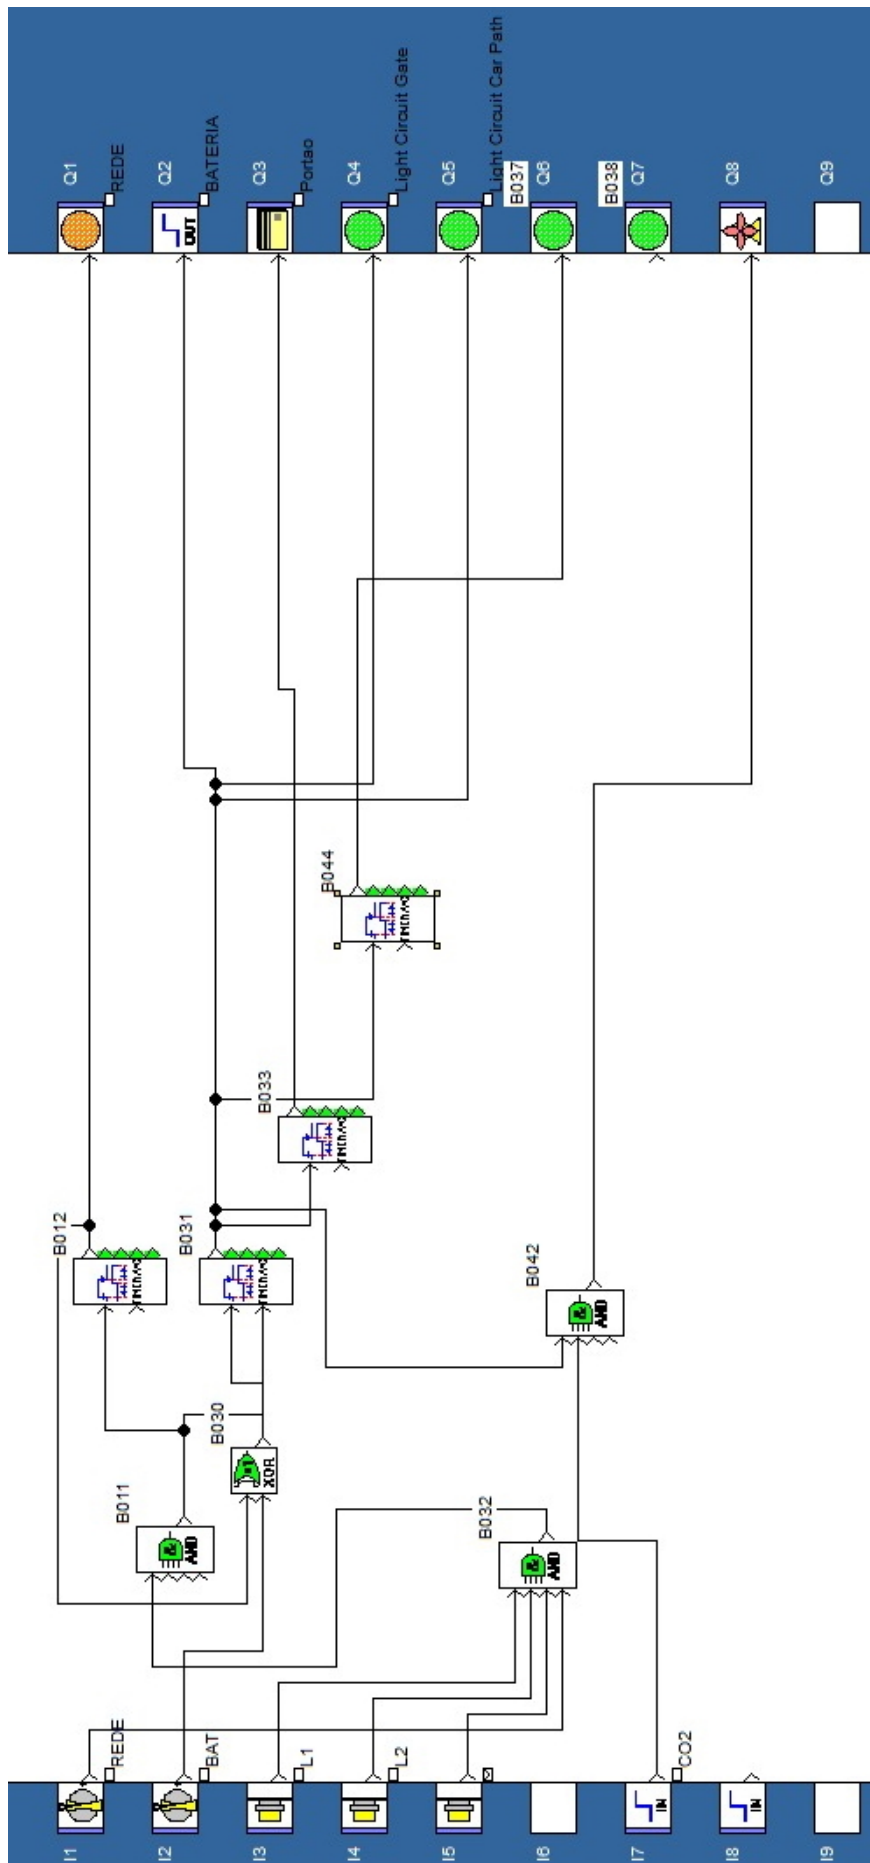 I1
REDE
I2
BAT
I3
L1
I4
L2
I5
I6
I7
IN
CO2
I8
IN
I9
B011
&
AND
B012
B030
=1
XOR
B031
B032
&
AND
B033
B042
&
AND
B044
Q1
REDE
Q2
OUT
BATERIA
Q3
Portao
Q4
Light Circuit Gate
Q5
Light Circuit Car Path
B037
Q6
B038
Q7
Q8
Q9